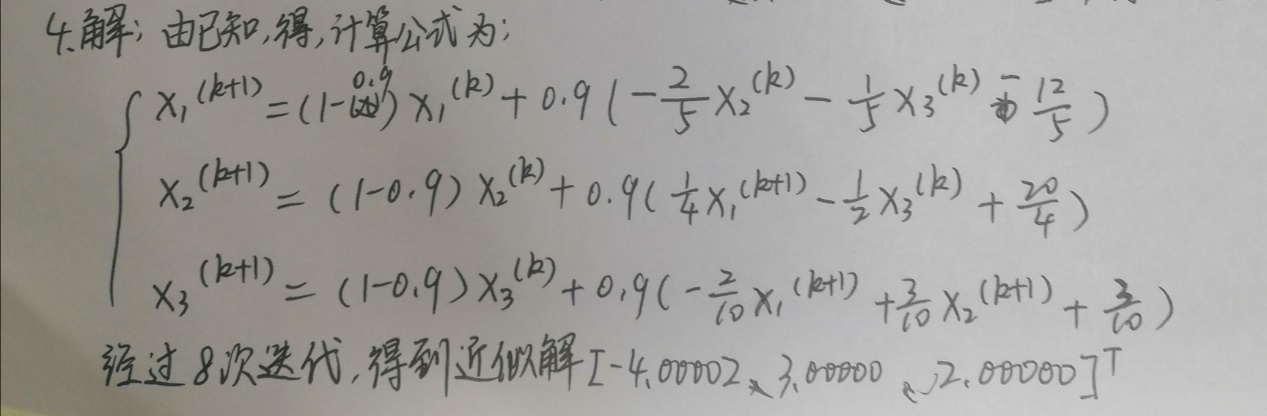 4.解：由已知，得，计算公式为：
x₁^(k+1) = (1-0.9) x₁^(k) + 0.9 ( -2/5 x₂^(k) - 1/5 x₃^(k) - 12/5 )
x₂^(k+1) = (1-0.9) x₂^(k) + 0.9 ( 1/4 x₁^(k+1) - 1/2 x₃^(k) + 20/4 )
x₃^(k+1) = (1-0.9) x₃^(k) + 0.9 ( -2/10 x₁^(k+1) + 3/10 x₂^(k+1) + 3/10 )
经过8次迭代，得到近似解[-4.00002、3.00000、2.00000]ᵀ